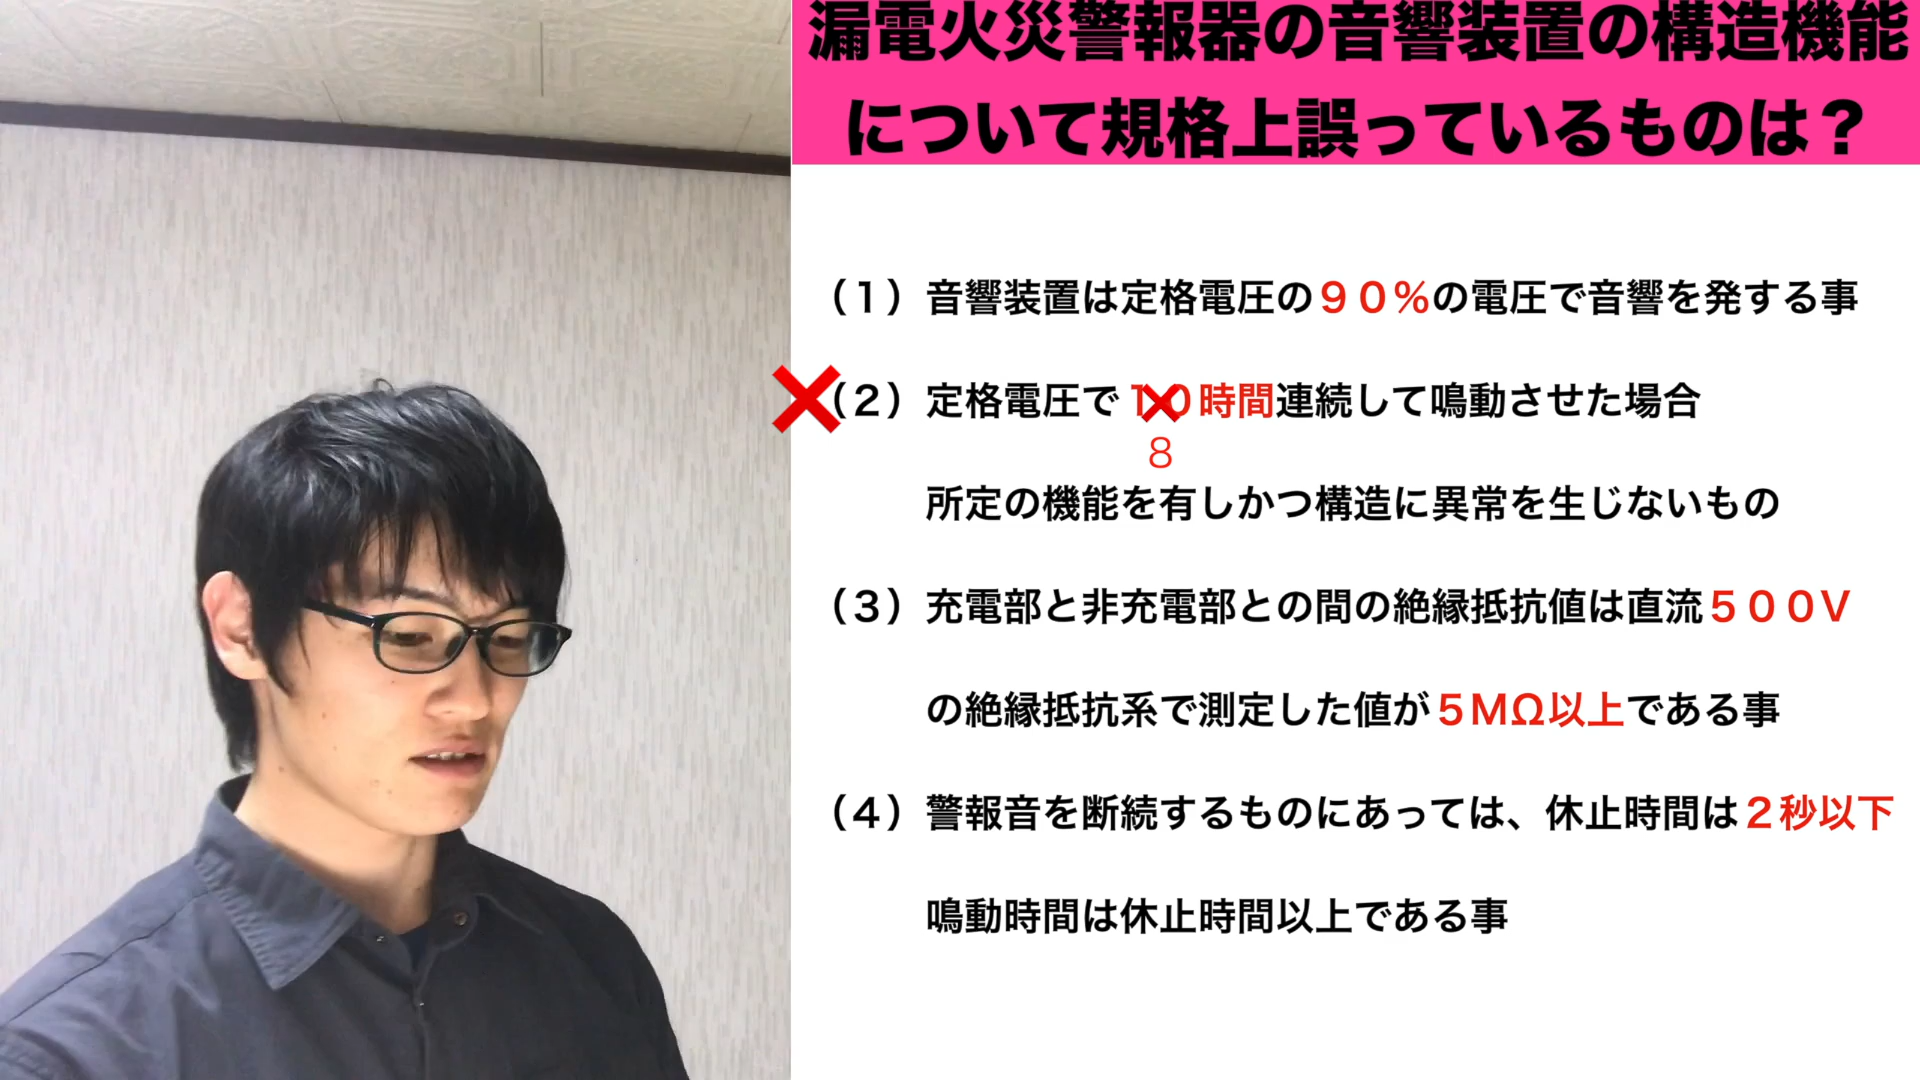 漏電火災警報器の音響装置の構造機能
について規格上誤っているものは？
（１）音響装置は定格電圧の９０％の電圧で音響を発する事
❌（２）定格電圧で１０時間連続して鳴動させた場合
８
所定の機能を有しかつ構造に異常を生じないもの
（３）充電部と非充電部との間の絶縁抵抗値は直流５００V
の絶縁抵抗系で測定した値が５MΩ以上である事
（４）警報音を断続するものにあっては、休止時間は２秒以下
鳴動時間は休止時間以上である事